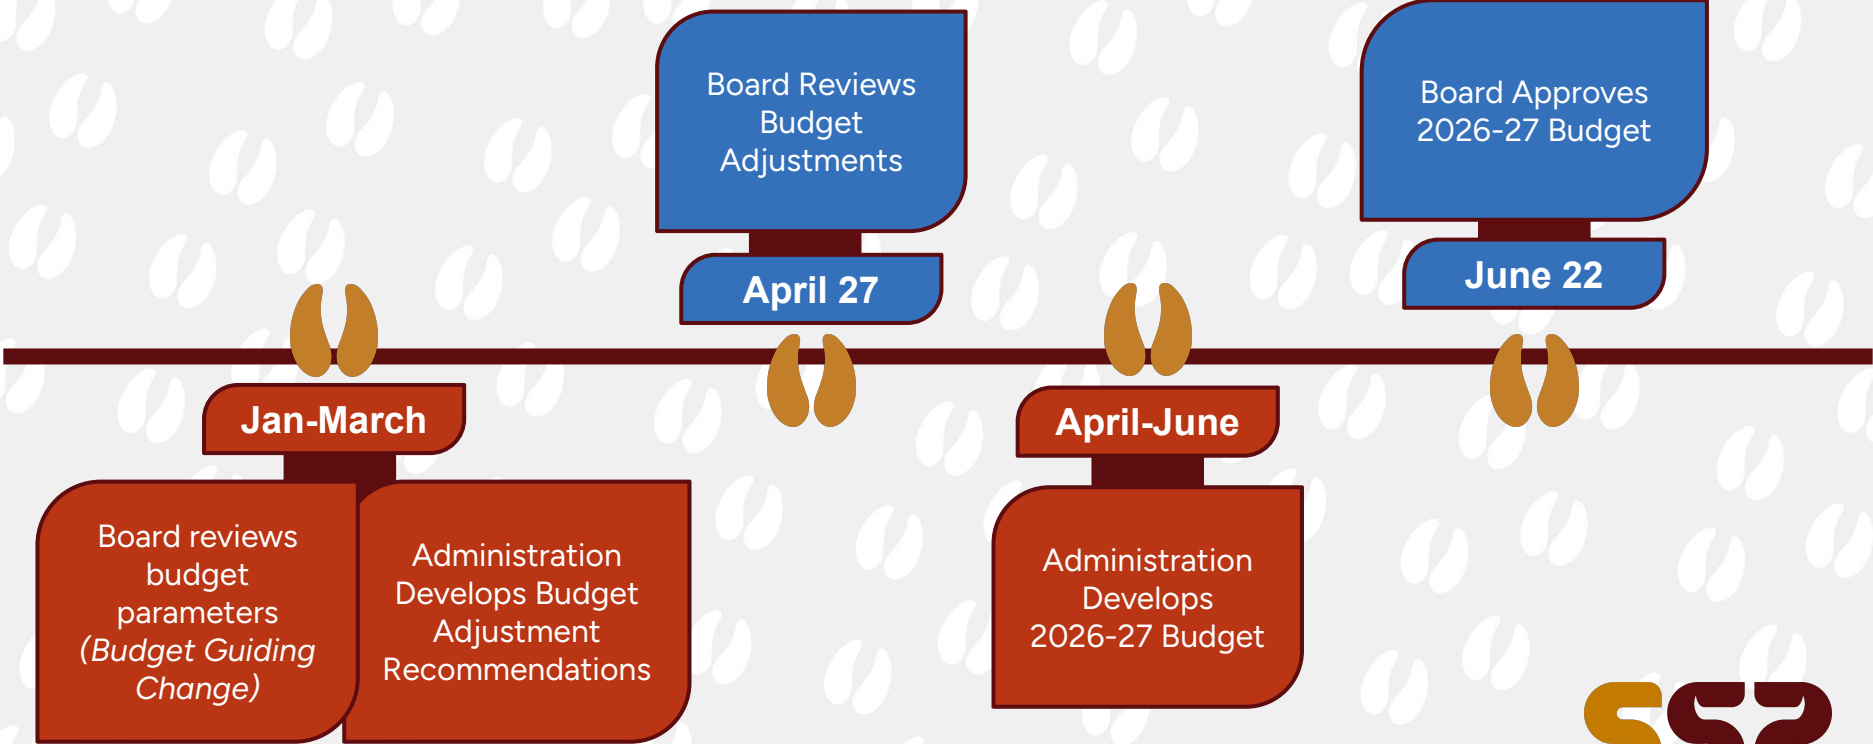 Board Reviews
Budget
Adjustments
April 27
Board Approves
2026-27 Budget
June 22
Jan-March
Board reviews
budget
parameters
(Budget Guiding
Change)
Administration
Develops Budget
Adjustment
Recommendations
April-June
Administration
Develops
2026-27 Budget